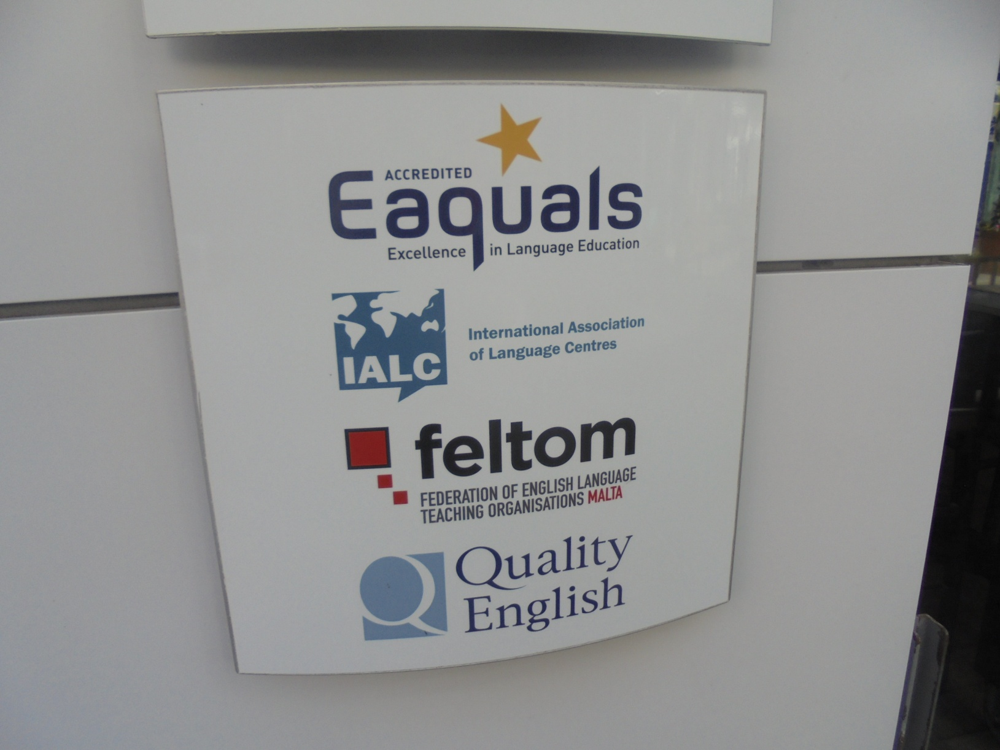 ACCREDITED
Eaquals
Excellence in Language Education
IALC
International Association
of Language Centres
feltom
FEDERATION OF ENGLISH LANGUAGE
TEACHING ORGANISATIONS MALTA
Quality
English